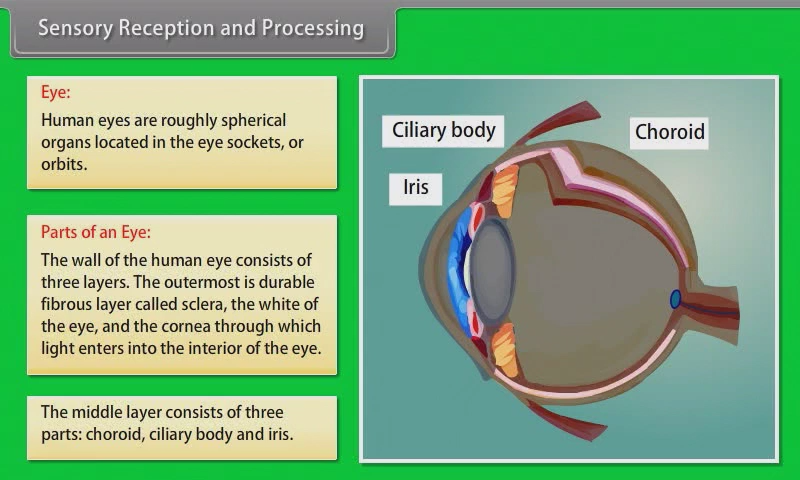 Sensory Reception and Processing
Eye:
Human eyes are roughly spherical
organs located in the eye sockets, or
orbits.
Parts of an Eye:
The wall of the human eye consists of
three layers. The outermost is durable
fibrous layer called sclera, the white of
the eye, and the cornea through which
light enters into the interior of the eye.
The middle layer consists of three
parts: choroid, ciliary body and iris.
Ciliary body
Choroid
Iris